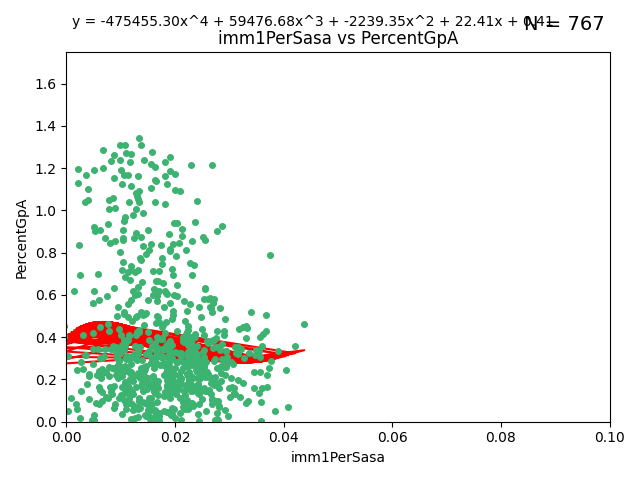 y = -475455.30x^4 + 59476.68x^3 + -2239.35x^2 + 22.41x + 0.41
N = 767
imm1PerSasa vs PercentGpA
PercentGpA
1.6
1.4
1.2
1.0
0.8
0.6
0.4
0.2
0.0
0.00 0.02 0.04 0.06 0.08 0.10
imm1PerSasa